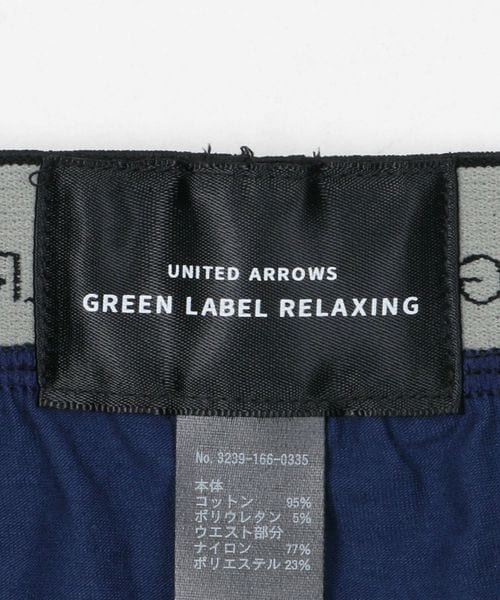 UNITED ARROWS
GREEN LABEL RELAXING
No. 3239-166-0335
本体
コットン 95%
ポリウレタン 5%
ウエスト部分
ナイロン 77%
ポリエステル 23%